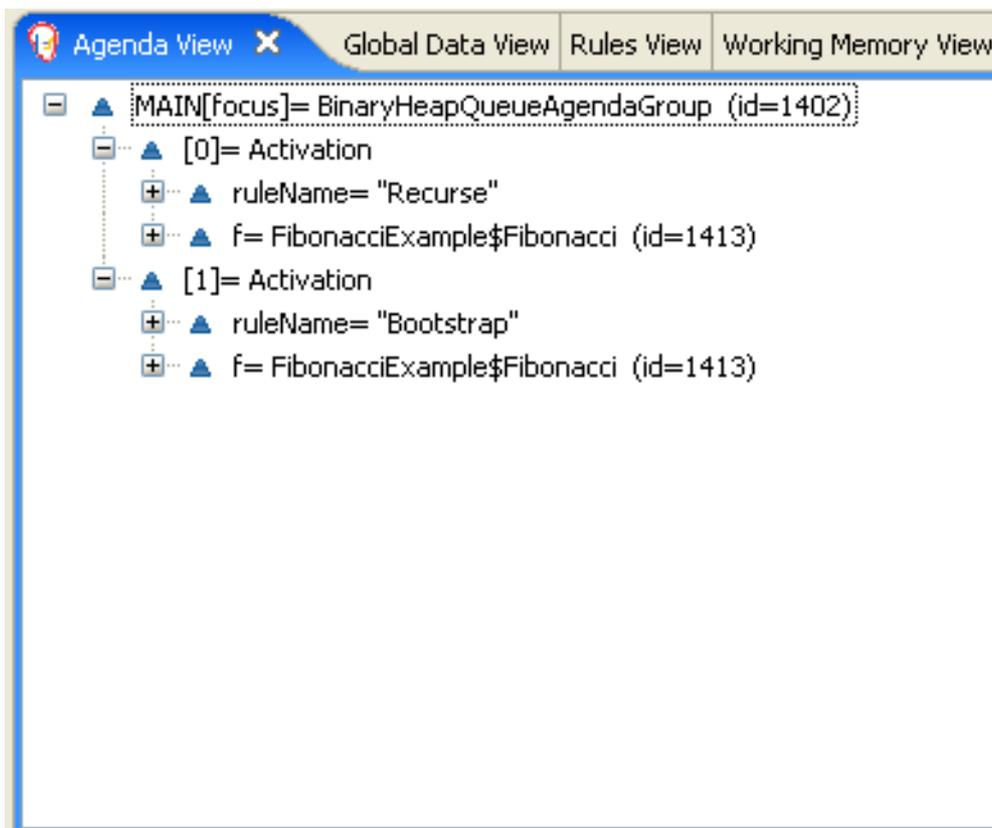 Agenda View Global Data View Rules View Working Memory View
MAIN[focus]= BinaryHeapQueueAgendaGroup (id=1402)
[0]= Activation
ruleName= "Recurse"
f= FibonacciExample$Fibonacci (id=1413)
[1]= Activation
ruleName= "Bootstrap"
f= FibonacciExample$Fibonacci (id=1413)